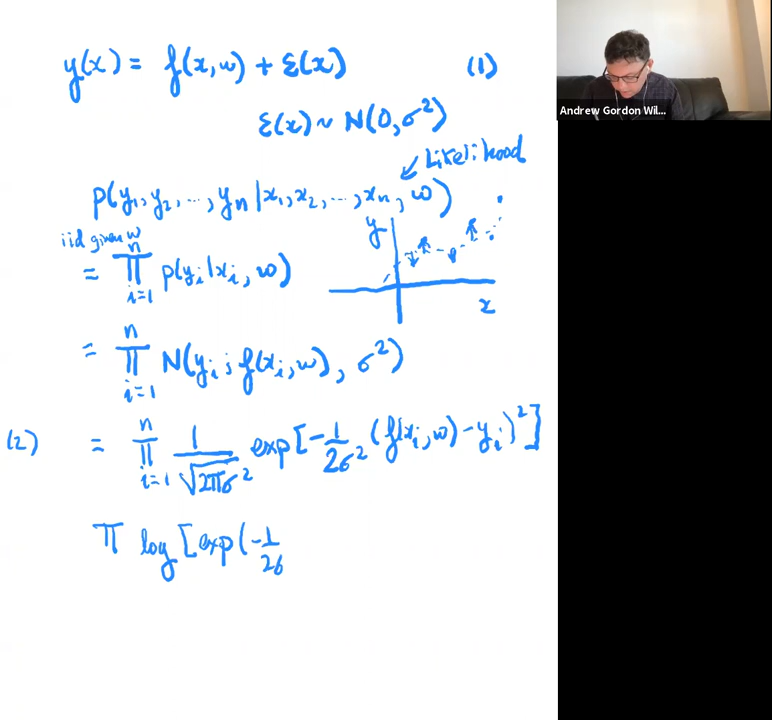 y(x) = f(x,w) + ε(x) (1)
ε(x) ~ N(0,σ²)
Likelihood
p(y₁,y₂,...,yₙ|x₁,x₂,...,xₙ,w)
iid given w
= ∏ᵢ₌₁ⁿ p(yᵢ|xᵢ,w)
y
x
= ∏ᵢ₌₁ⁿ N(yᵢ; f(xᵢ,w), σ²)
(2) = ∏ᵢ₌₁ⁿ 1/√(2πσ²) exp[-1/2σ² (f(xᵢ,w)-yᵢ)²]
∏ log[exp(-1/2σ
Andrew Gordon Wil...